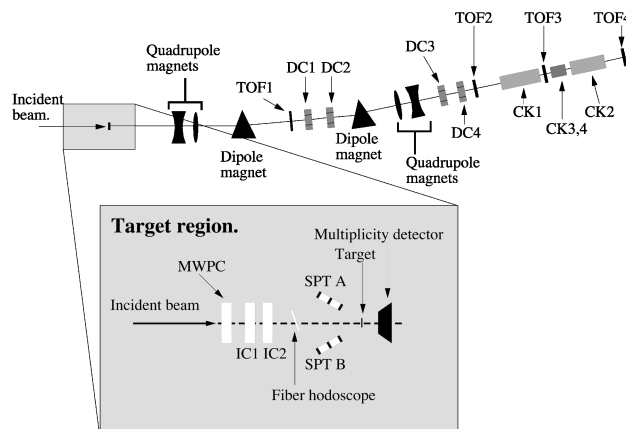 TOF2
TOF3
TOF4
DC3
Quadrupole
magnets
DC1
DC2
TOF1
Incident
beam.
CK1
CK2
CK3,4
DC4
Dipole
magnet
Dipole
magnet
Quadrupole
magnets
Target region.
Multiplicity detector
Target
MWPC
SPT A
Incident beam
IC1 IC2
SPT B
Fiber hodoscope